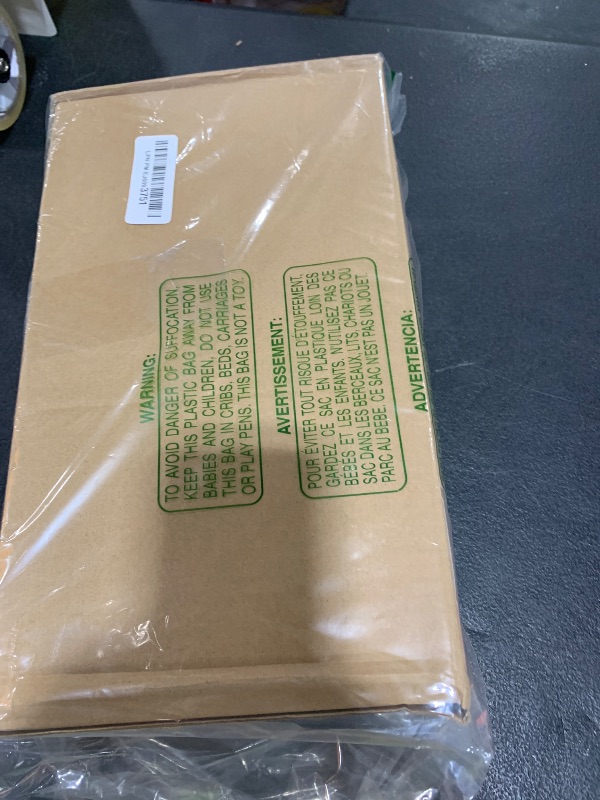 3751
WARNING:
TO AVOID DANGER OF SUFFOCATION,
KEEP THIS PLASTIC BAG AWAY FROM
BABIES AND CHILDREN, DO NOT USE
THIS BAG IN CRIBS, BEDS, CARRIAGES
OR PLAY PENS. THIS BAG IS NOT A TOY.
AVERTISSEMENT:
POUR ÉVITER TOUT RISQUE D'ÉTOUFFEMENT,
GARDEZ CE SAC EN PLASTIQUE LOIN DES
BÉBÉS ET LES ENFANTS. N'UTILISEZ PAS CE
SAC DANS LES BERCEAUX, LITS, CHARIOTS OU
PARC AU BEBE, CE SAC N'EST PAS UN JOUET.
ADVERTENCIA: